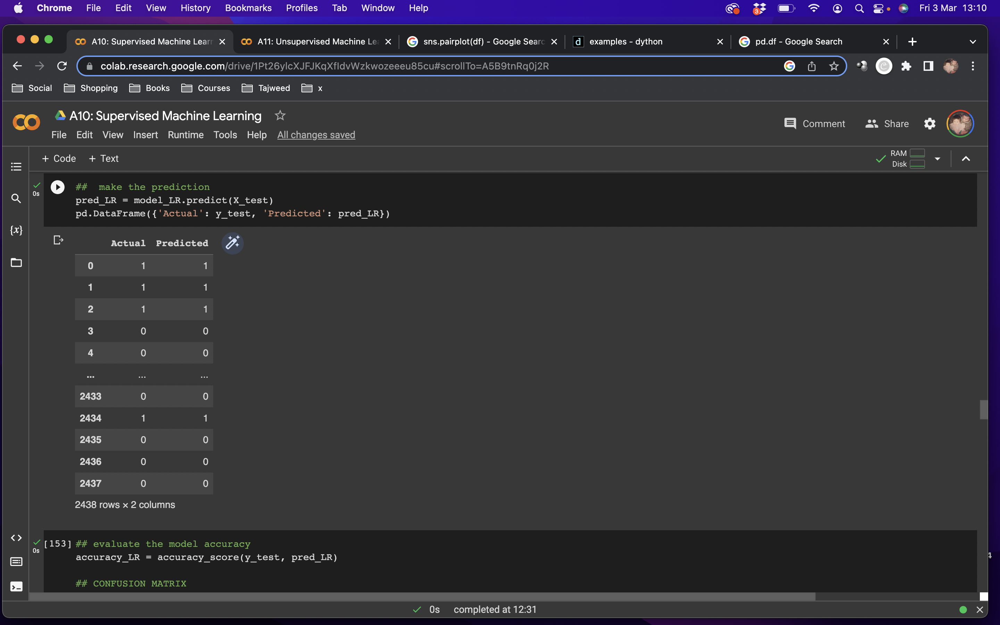 Chrome File Edit View History Bookmarks Profiles Tab Window Help 3 Fri 3 Mar 13:10
A10: Supervised Machine Lear A11: Unsupervised Machine Le sns.pairplot(df) - Google Sear d examples - dython pd.df - Google Search
colab.research.google.com/drive/1Pt26ylcXJFJKqXfIdvWzkwozeeeu85cu#scrollTo=A5B9tnRq0j2R
Social Shopping Books Courses Tajweed x
A10: Supervised Machine Learning
Comment Share
File Edit View Insert Runtime Tools Help All changes saved
+ Code + Text
RAM
Disk
0s
## make the prediction
pred_LR = model_LR.predict(X_test)
pd.DataFrame({'Actual': y_test, 'Predicted': pred_LR})
{x}
Actual Predicted
0 1 1
1 1 1
2 1 1
3 0 0
4 0 0
... ... ...
2433 0 0
2434 1 1
2435 0 0
2436 0 0
2437 0 0
2438 rows × 2 columns
[153] ## evaluate the model accuracy
0s
accuracy_LR = accuracy_score(y_test, pred_LR)
4
## CONFUSION MATRIX
0s completed at 12:31